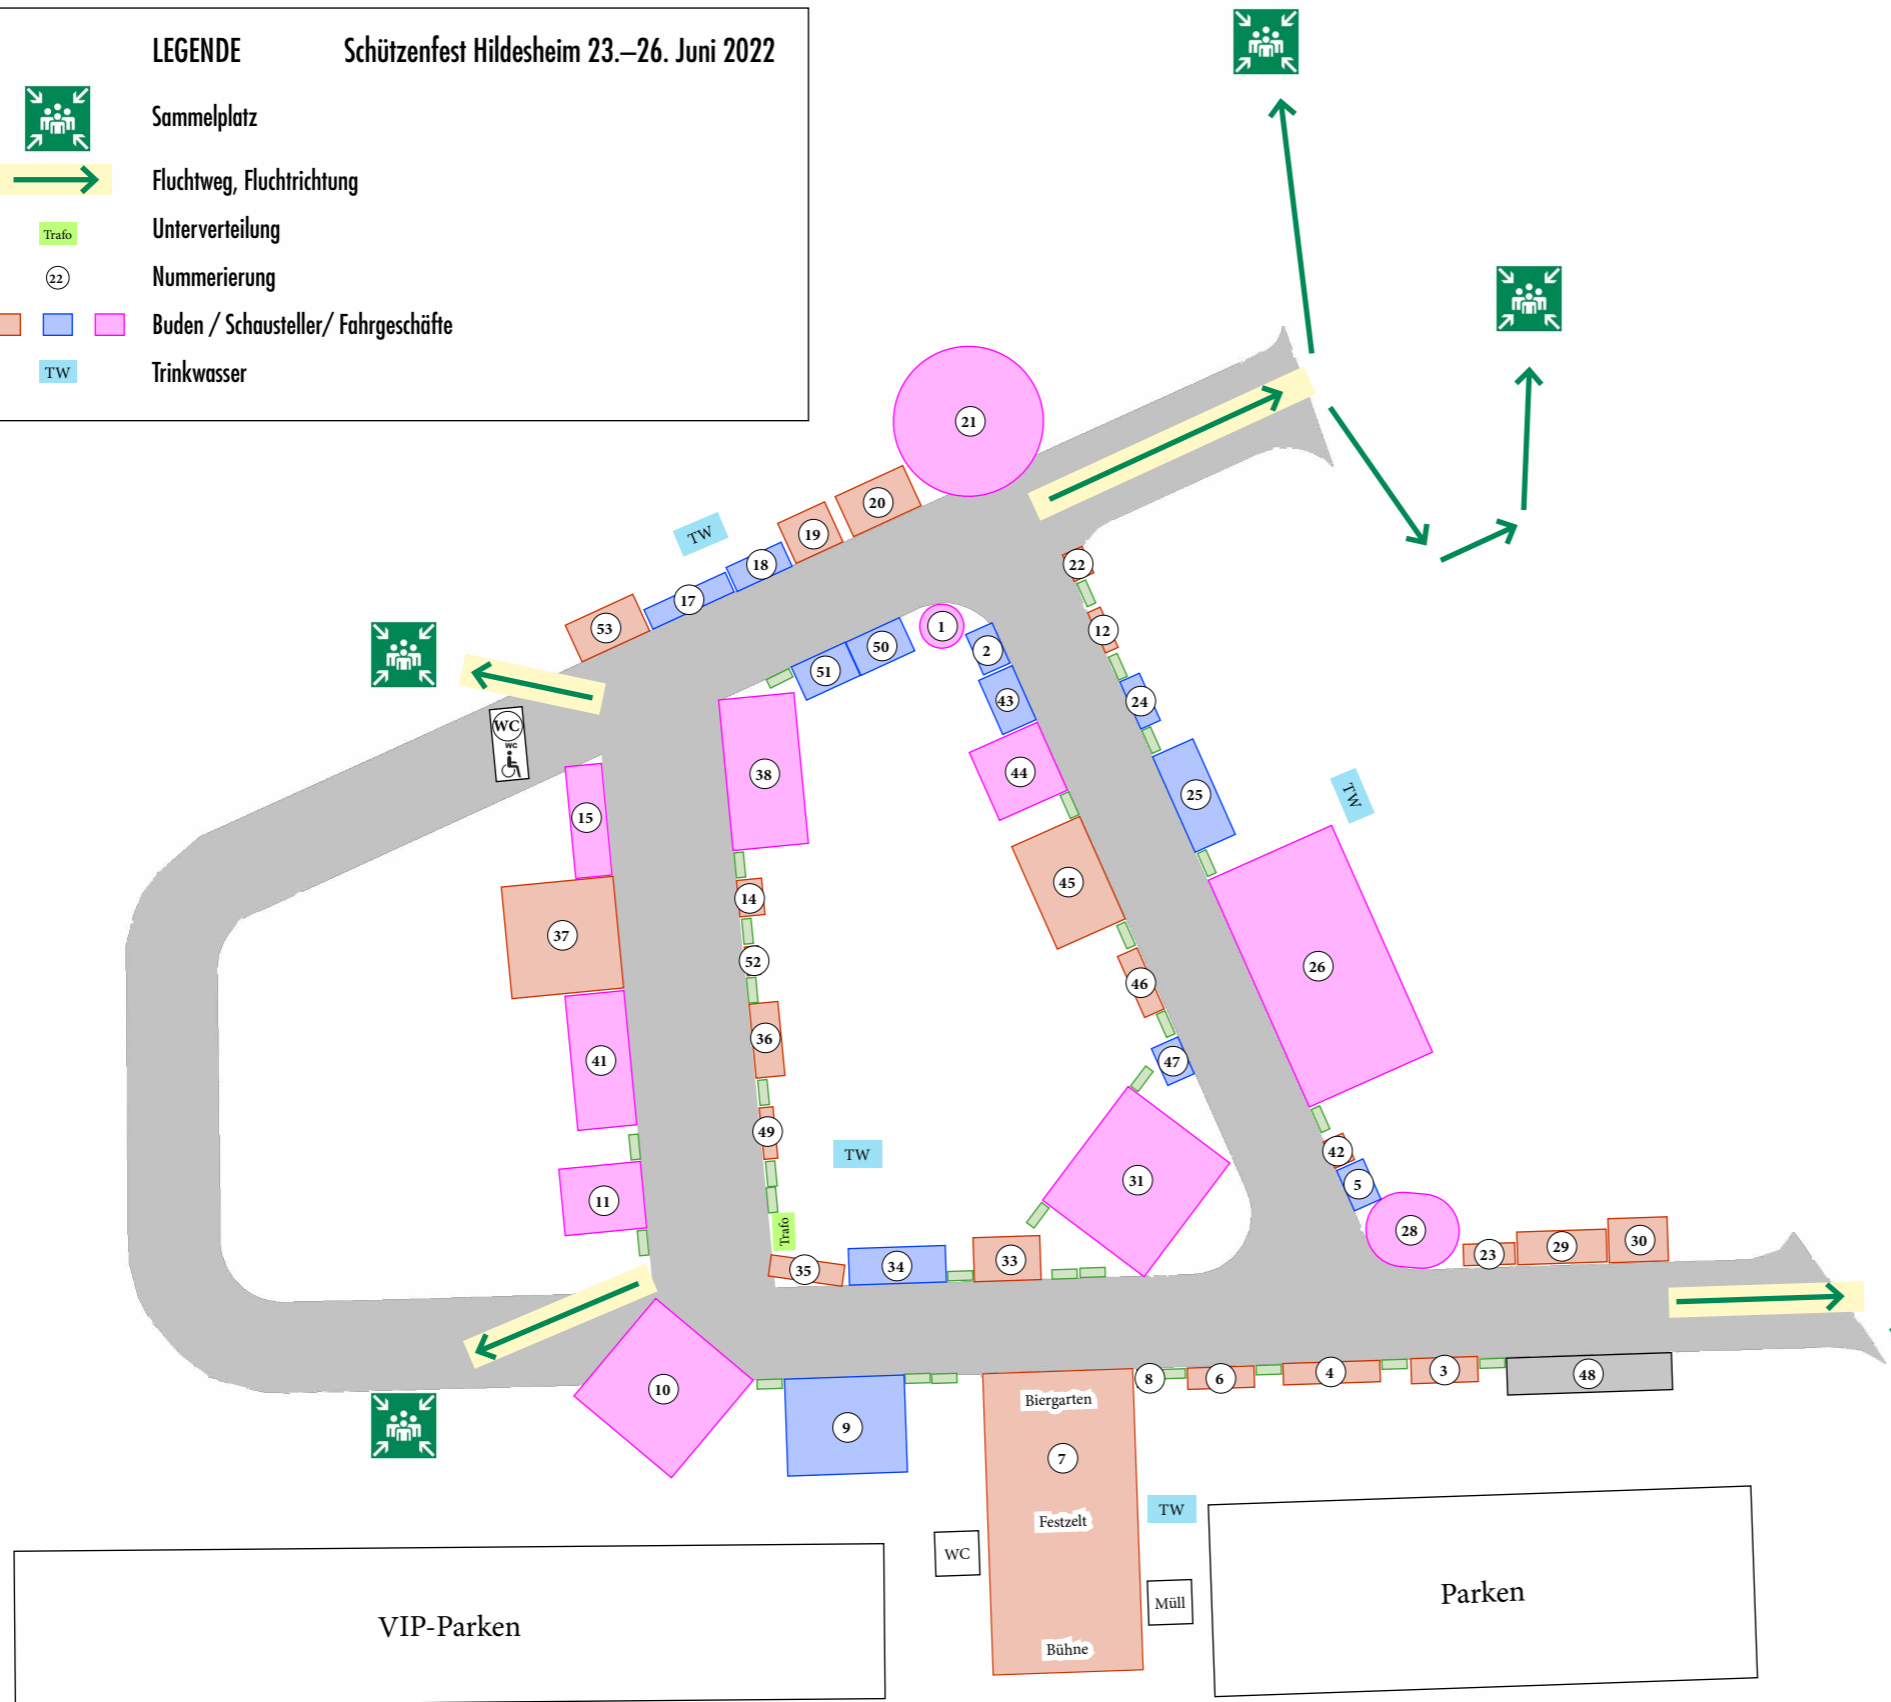 LEGENDE Schützenfest Hildesheim 23.–26. Juni 2022
Sammelplatz
Fluchtweg, Fluchtrichtung
Trafo Unterverteilung
22 Nummerierung
Buden / Schausteller/ Fahrgeschäfte
TW Trinkwasser
21
20
19
TW
18
17
53
22
1
12
2
50
51
43
24
WC
WC
38
44
25
TW
15
14
45
37
52
26
46
36
41
47
49
42
TW
31
5
11
Trafo
28
23
29
30
35
34
33
10
9
Biergarten
7
Festzelt
Bühne
8
6
4
3
48
TW
WC
Müll
VIP-Parken
Parken